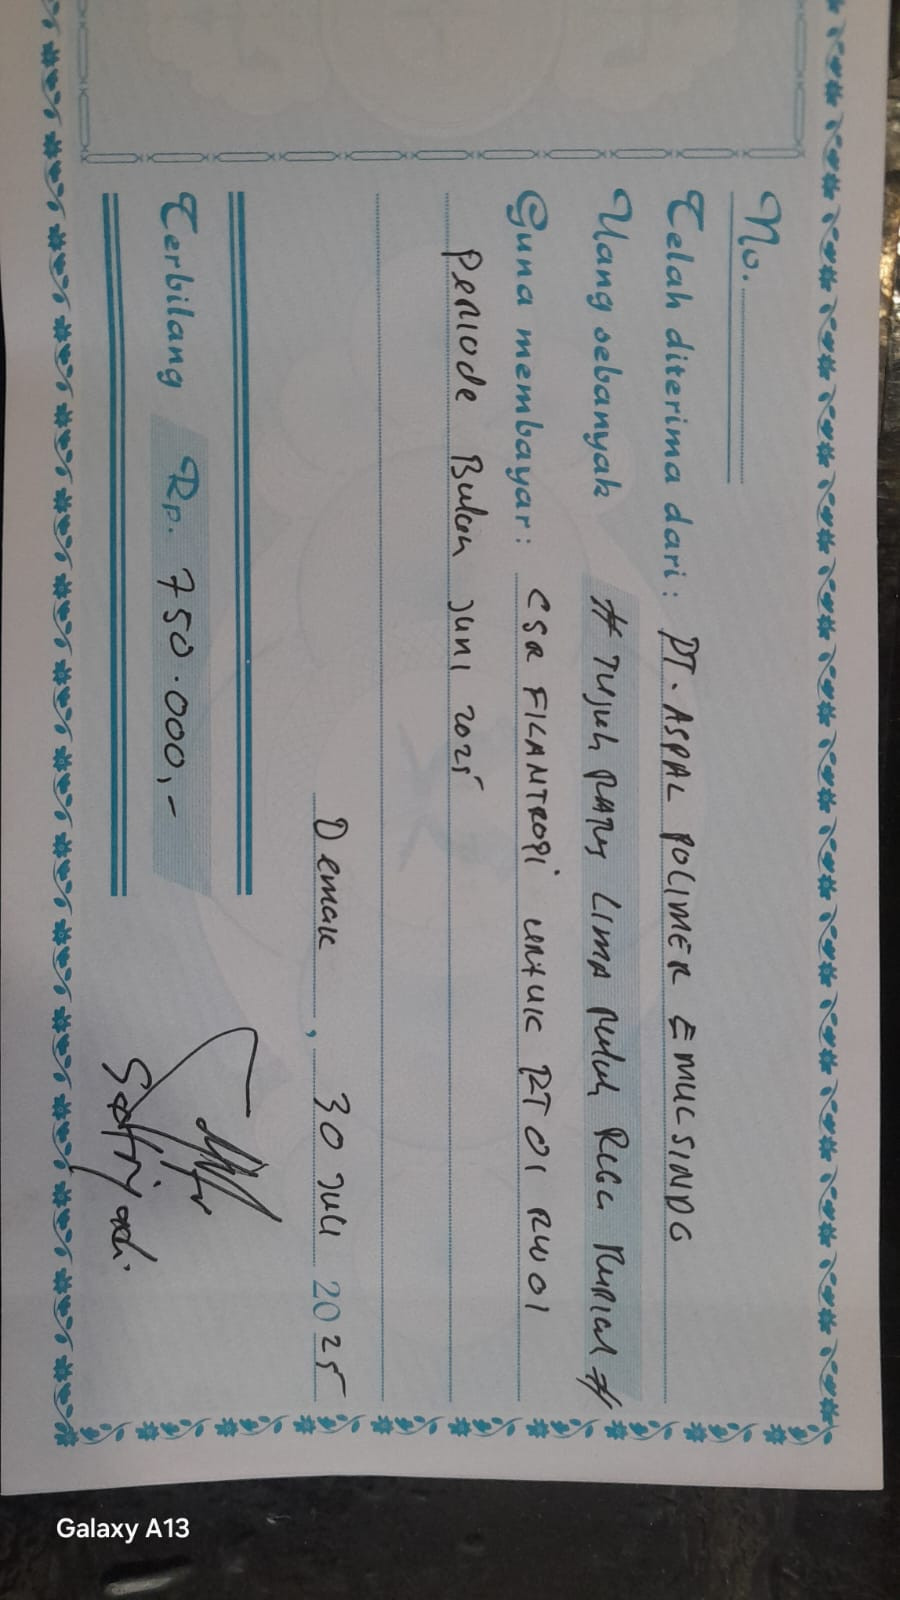 No.
Telah diterima dari: PT. ASPAL POLIMER EMULSINDO
Uang sebanyak # Tujuh RATUS LIMA puluh RIBU RUPIAH #
Guna membayar: CSR FILANTROPI UNTUK RT 01 RW 01
Periode Bulan Juni 2025
Demak, 30 Juli 2025
Terbilang Rp. 750.000,-
Galaxy A13